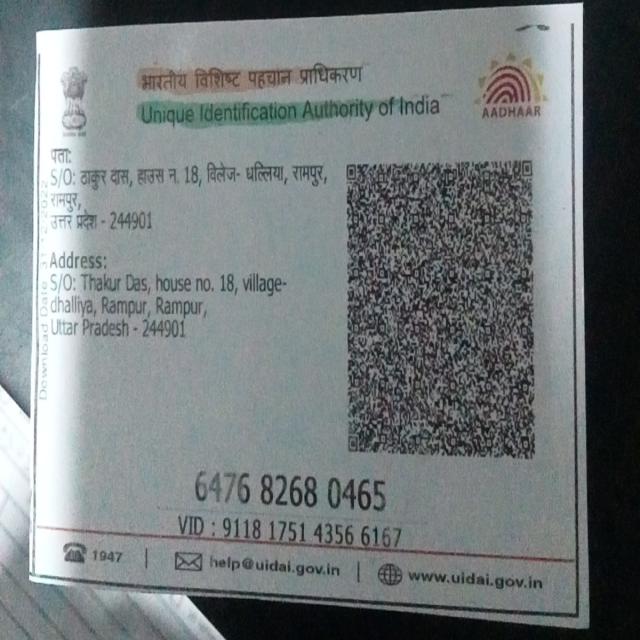 भारतीय विशिष्ट पहचान प्राधिकरण
Unique Identification Authority of India
AADHAAR
पता:
S/O: ठाकुर दास, हाउस न. 18, विलेज- धल्लिया, रामपुर,
रामपुर,
उत्तर प्रदेश - 244901
Address:
S/O: Thakur Das, house no. 18, village-
dhalliya, Rampur, Rampur,
Uttar Pradesh - 244901
Download Date
6476 8268 0465
VID : 9118 1751 4356 6167
1947
help@uidai.gov.in
www.uidai.gov.in